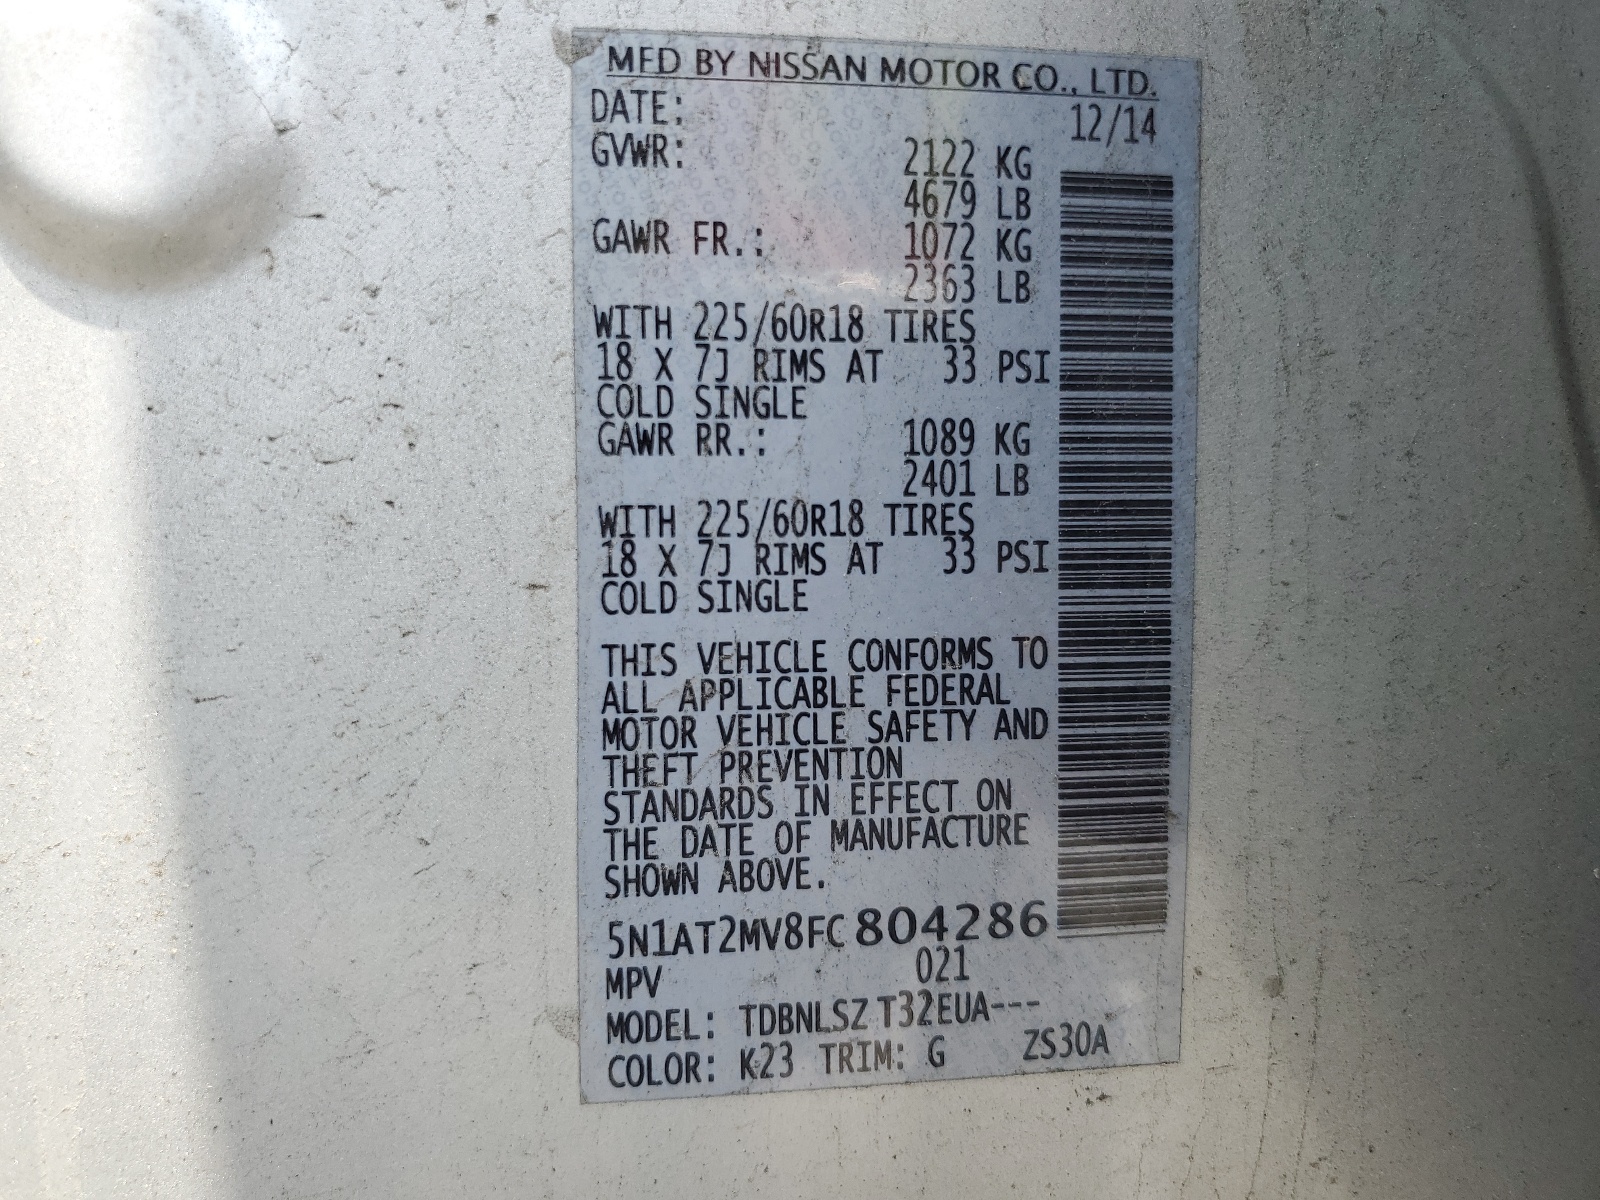 MFD BY NISSAN MOTOR CO., LTD.
DATE: 12/14
GVWR: 2122 KG
4679 LB
GAWR FR.: 1072 KG
2363 LB
WITH 225/60R18 TIRES
18 X 7J RIMS AT 33 PSI
COLD SINGLE
GAWR RR.: 1089 KG
2401 LB
WITH 225/60R18 TIRES
18 X 7J RIMS AT 33 PSI
COLD SINGLE
THIS VEHICLE CONFORMS TO
ALL APPLICABLE FEDERAL
MOTOR VEHICLE SAFETY AND
THEFT PREVENTION
STANDARDS IN EFFECT ON
THE DATE OF MANUFACTURE
SHOWN ABOVE.
5N1AT2MV8FC804286
MPV 021
MODEL: TDBNLSZ T32EUA---
COLOR: K23 TRIM: G ZS30A